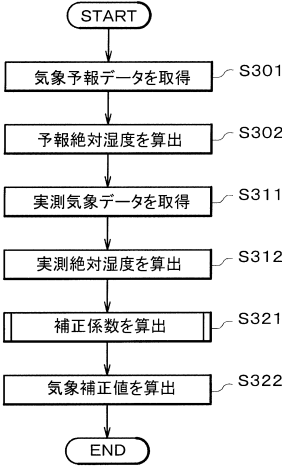 START
気象予報データを取得
S301
予報絶対湿度を算出
S302
実測気象データを取得
S311
実測絶対湿度を算出
S312
補正係数を算出
S321
気象補正値を算出
S322
END